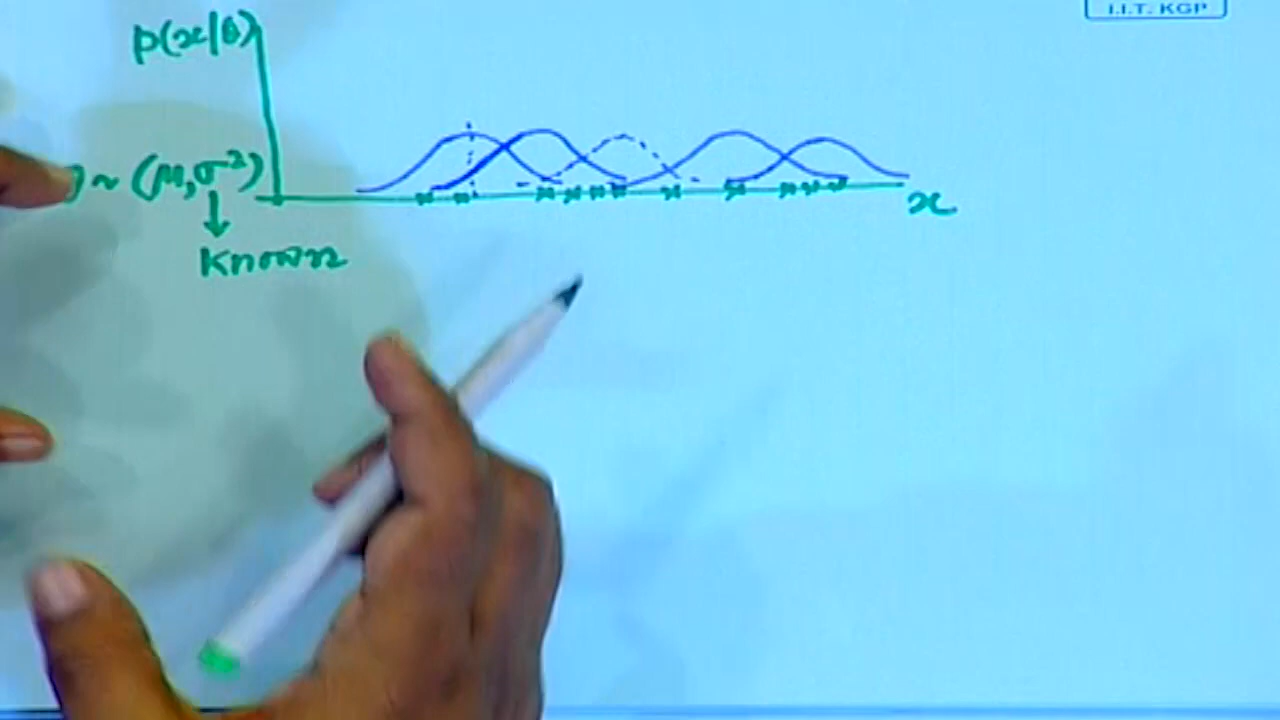 I.I.T. KGP
p(x|θ)
~ (μ, σ²)
↓
Known
x